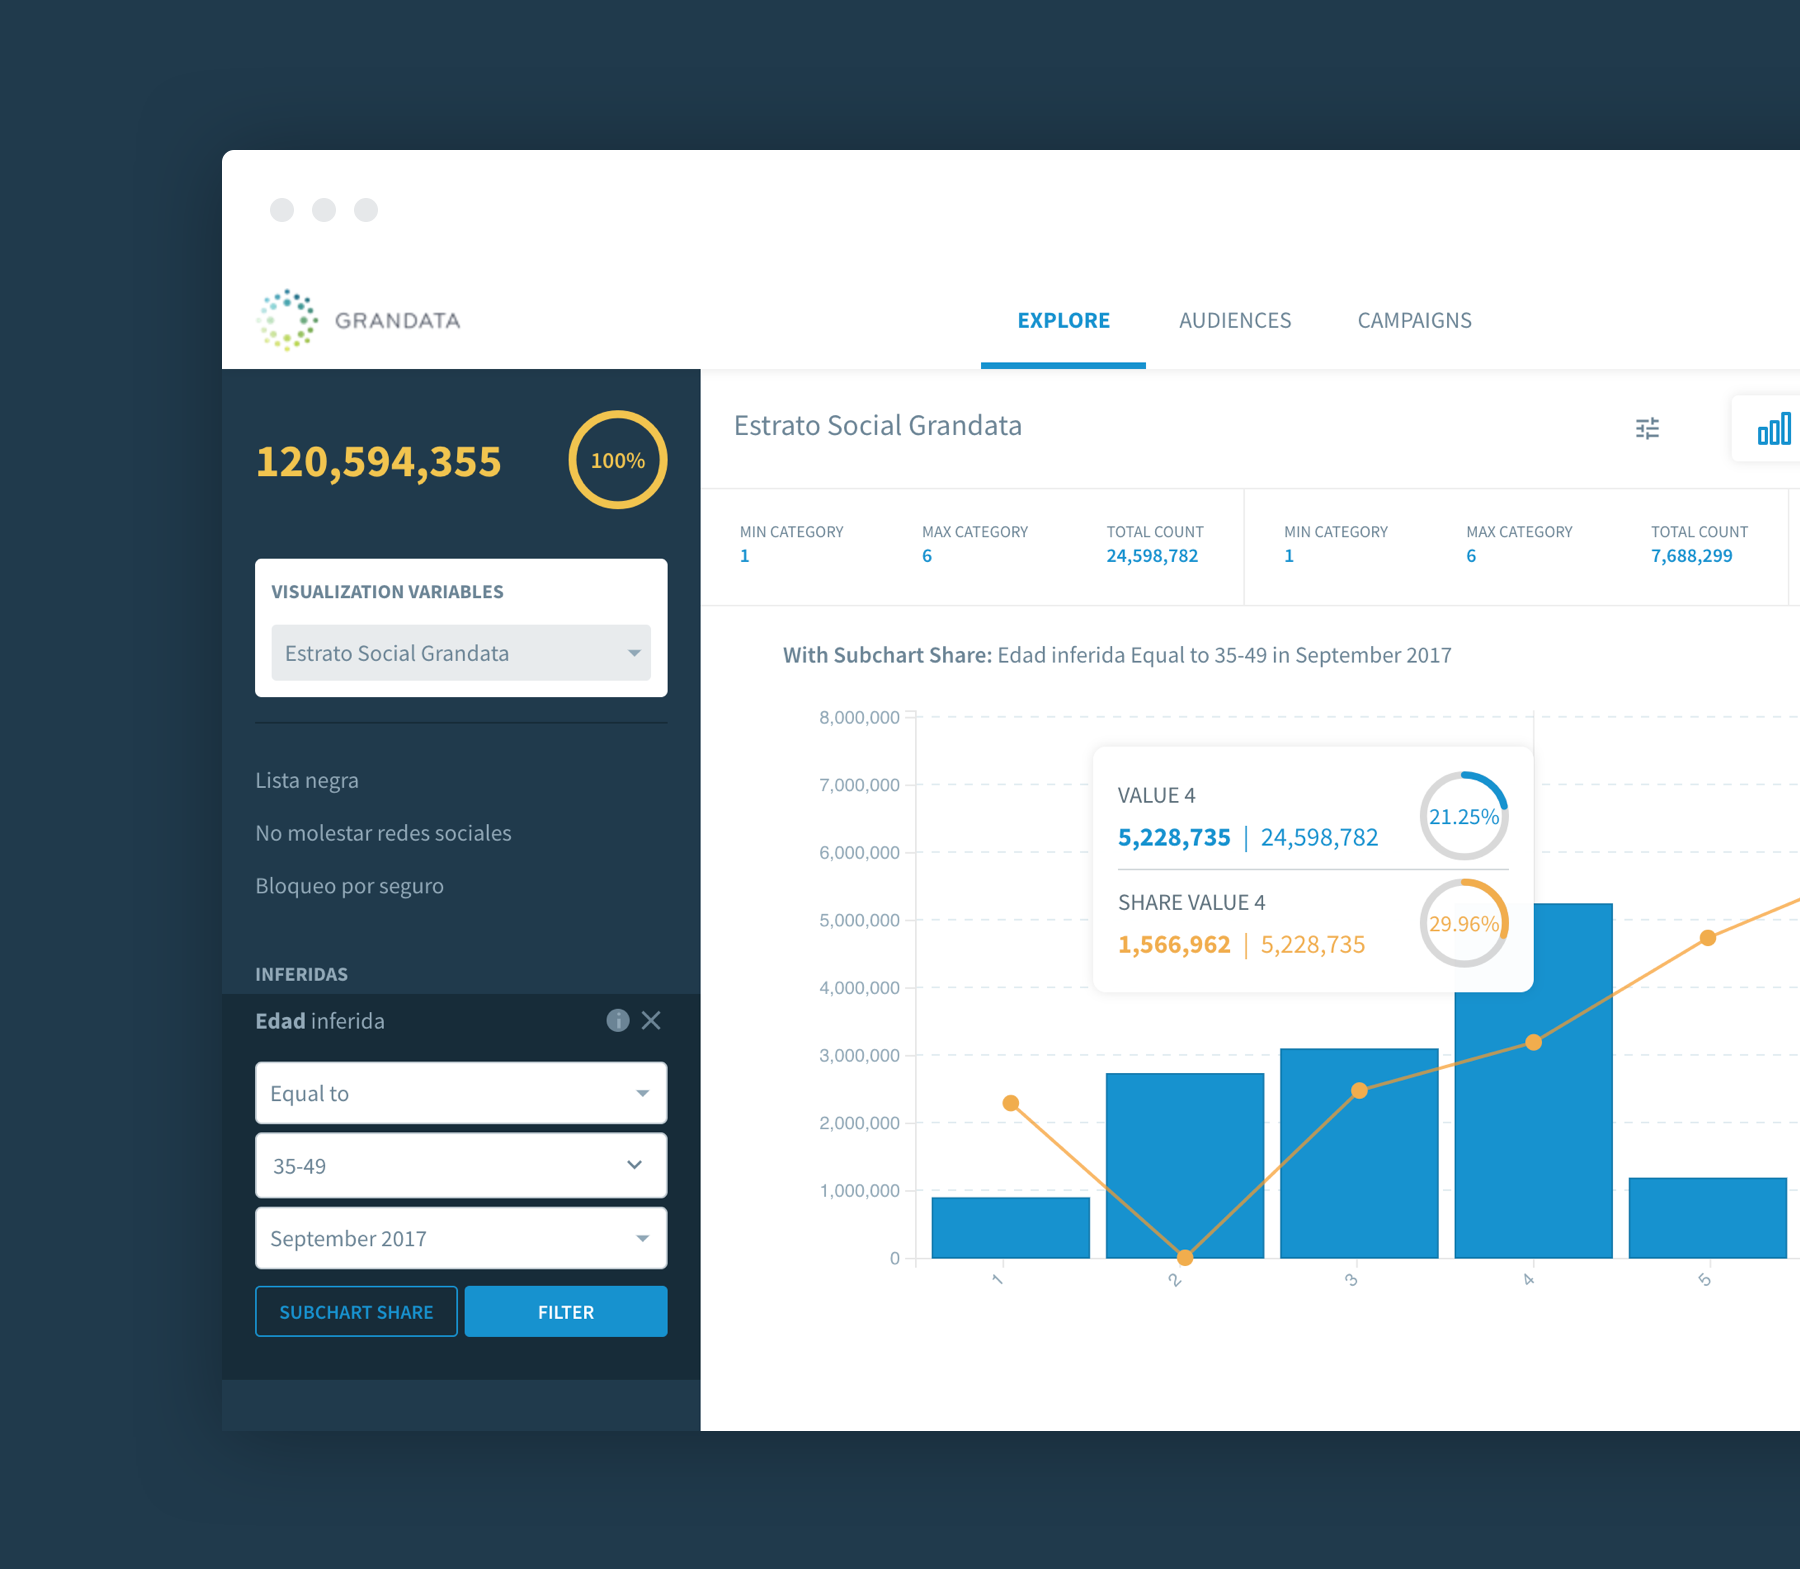 GRANDATA
EXPLORE AUDIENCES CAMPAIGNS
120,594,355 100%
VISUALIZATION VARIABLES
Estrato Social Grandata
Lista negra
No molestar redes sociales
Bloqueo por seguro
INFERIDAS
Edad inferida
Equal to
35-49
September 2017
SUBCHART SHARE FILTER
Estrato Social Grandata
MIN CATEGORY MAX CATEGORY TOTAL COUNT MIN CATEGORY MAX CATEGORY TOTAL COUNT
1 6 24,598,782 1 6 7,688,299
With Subchart Share: Edad inferida Equal to 35-49 in September 2017
8,000,000
7,000,000
6,000,000
5,000,000
4,000,000
3,000,000
2,000,000
1,000,000
0
VALUE 4
5,228,735 | 24,598,782 21.25%
SHARE VALUE 4
1,566,962 | 5,228,735 29.96%
1 2 3 4 5